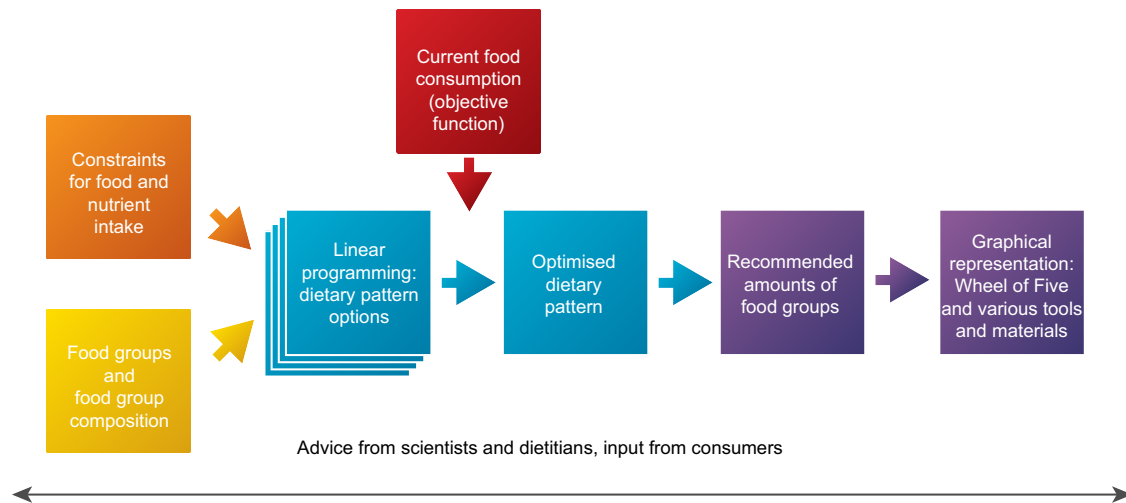 Current food
consumption
(objective
function)
Constraints
for food and
nutrient
intake
Food groups
and
food group
composition
Linear
programming:
dietary pattern
options
Optimised
dietary
pattern
Recommended
amounts of
food groups
Graphical
representation:
Wheel of Five
and various tools
and materials
Advice from scientists and dietitians, input from consumers